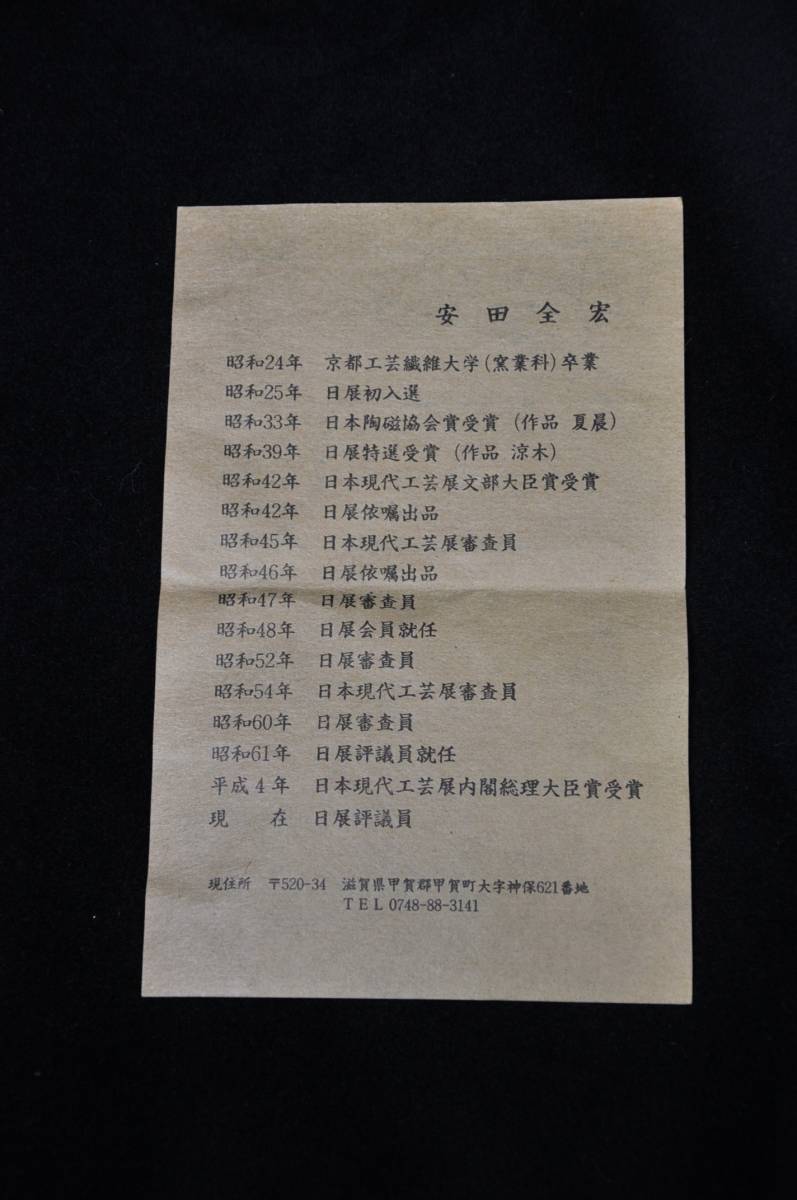 安田全宏
昭和24年 京都工芸繊維大学(窯業科)卒業
昭和25年 日展初入選
昭和33年 日本陶磁協会賞受賞 (作品 夏晨)
昭和39年 日展特選受賞 (作品 涼木)
昭和42年 日本現代工芸展文部大臣賞受賞
昭和42年 日展依嘱出品
昭和45年 日本現代工芸展審査員
昭和46年 日展依嘱出品
昭和47年 日展審査員
昭和48年 日展会員就任
昭和52年 日展審査員
昭和54年 日本現代工芸展審査員
昭和60年 日展審査員
昭和61年 日展評議員就任
平成4年 日本現代工芸展内閣総理大臣賞受賞
現在 日展評議員
現住所 〒520-34 滋賀県甲賀郡甲賀町大字神保621番地
TEL 0748-88-3141